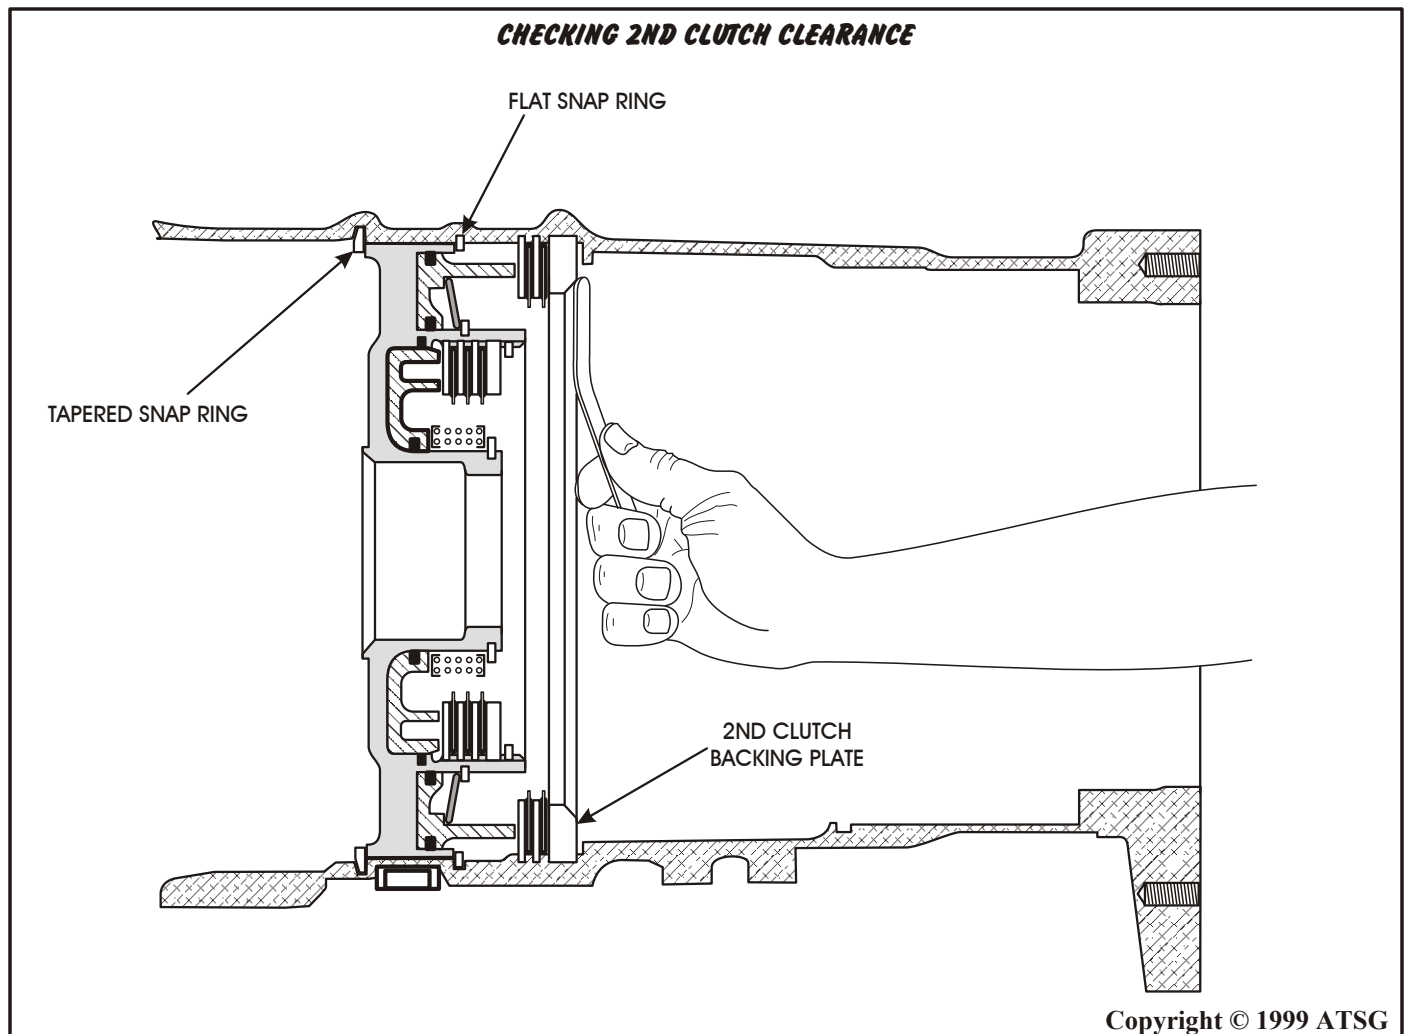 CHECKING 2ND CLUTCH CLEARANCE
FLAT SNAP RING
TAPERED SNAP RING
2ND CLUTCH
BACKING PLATE
Copyright © 1999 ATSG